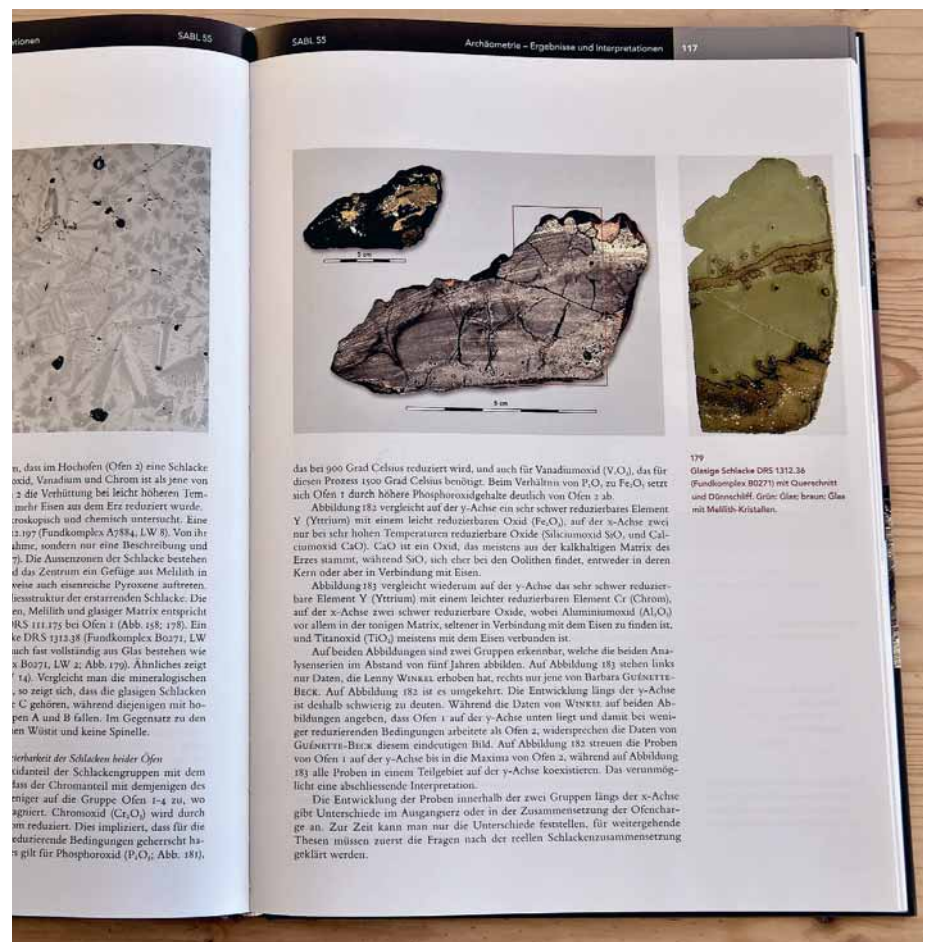 ationen SABL 55
n, dass im Hochofen (Ofen 2) eine Schlacke
oxid, Vanadium und Chrom ist als jene von
2 die Verhüttung bei leicht höheren Tem-
mehr Eisen aus dem Erz reduziert wurde.
roskopisch und chemisch untersucht. Eine
2.197 (Fundkomplex A7884, LW 8). Von ihr
ahme, sondern nur eine Beschreibung und
7). Die Aussenzonen der Schlacke bestehen
d das Zentrum ein Gefüge aus Melilith in
weise auch eisenreiche Pyroxene auftreten.
liessstruktur der erstarrenden Schlacke. Die
en, Melilith und glasiger Matrix entspricht
DRS 111.175 bei Ofen 1 (Abb. 158; 178). Ein
ke DRS 1312.38 (Fundkomplex B0271, LW
uch fast vollständig aus Glas bestehen wie
x B0271, LW 2; Abb. 179). Ähnliches zeigt
14). Vergleicht man die mineralogischen
, so zeigt sich, dass die glasigen Schlacken
C gehören, während diejenigen mit ho-
pen A und B fallen. Im Gegensatz zu den
en Wüstit und keine Spinelle.
zierbarkeit der Schlacken beider Öfen
xidanteil der Schlackengruppen mit dem
dass der Chromanteil mit demjenigen des
eniger auf die Gruppe Ofen 1-4 zu, wo
agniert. Chromoxid (Cr₂O₃) wird durch
om reduziert. Dies impliziert, dass für die
eduzierende Bedingungen geherrscht ha-
s gilt für Phosphoroxid (P₂O₅; Abb. 181),
SABL 55 Archäometrie – Ergebnisse und Interpretationen 117
5 cm
5 cm
das bei 900 Grad Celsius reduziert wird, und auch für Vanadiumoxid (V₂O₅), das für
diesen Prozess 1500 Grad Celsius benötigt. Beim Verhältnis von P₂O₅ zu Fe₂O₃ setzt
sich Ofen 1 durch höhere Phosphoroxidgehalte deutlich von Ofen 2 ab.
Abbildung 182 vergleicht auf der y-Achse ein sehr schwer reduzierbares Element
Y (Yttrium) mit einem leicht reduzierbaren Oxid (Fe₂O₃), auf der x-Achse zwei
nur bei sehr hohen Temperaturen reduzierbare Oxide (Siliciumoxid SiO₂ und Cal-
ciumoxid CaO). CaO ist ein Oxid, das meistens aus der kalkhaltigen Matrix des
Erzes stammt, während SiO₂ sich eher bei den Oolithen findet, entweder in deren
Kern oder aber in Verbindung mit Eisen.
Abbildung 183 vergleicht wiederum auf der y-Achse das sehr schwer reduzier-
bare Element Y (Yttrium) mit einem leichter reduzierbaren Element Cr (Chrom),
auf der x-Achse zwei schwer reduzierbare Oxide, wobei Aluminiumoxid (Al₂O₃)
vor allem in der tonigen Matrix, seltener in Verbindung mit dem Eisen zu finden ist,
und Titanoxid (TiO₂) meistens mit dem Eisen verbunden ist.
Auf beiden Abbildungen sind zwei Gruppen erkennbar, welche die beiden Ana-
lysenserien im Abstand von fünf Jahren abbilden. Auf Abbildung 183 stehen links
nur Daten, die Lenny WINKEL erhoben hat, rechts nur jene von Barbara GUÉNETTE-
BECK. Auf Abbildung 182 ist es umgekehrt. Die Entwicklung längs der y-Achse
ist deshalb schwierig zu deuten. Während die Daten von WINKEL auf beiden Ab-
bildungen angeben, dass Ofen 1 auf der y-Achse unten liegt und damit bei weni-
ger reduzierenden Bedingungen arbeitete als Ofen 2, widersprechen die Daten von
GUÉNETTE-BECK diesem eindeutigen Bild. Auf Abbildung 182 streuen die Proben
von Ofen 1 auf der y-Achse bis in die Maxima von Ofen 2, während auf Abbildung
183 alle Proben in einem Teilgebiet auf der y-Achse koexistieren. Das verunmög-
licht eine abschliessende Interpretation.
Die Entwicklung der Proben innerhalb der zwei Gruppen längs der x-Achse
gibt Unterschiede im Ausgangserz oder in der Zusammensetzung der Ofenchar-
ge an. Zur Zeit kann man nur die Unterschiede feststellen, für weitergehende
Thesen müssen zuerst die Fragen nach der reellen Schlackenzusammensetzung
geklärt werden.
179
Glasige Schlacke DRS 1312.36
(Fundkomplex B0271) mit Querschnitt
und Dünnschliff. Grün: Glas; braun: Glas
mit Melilith-Kristallen.